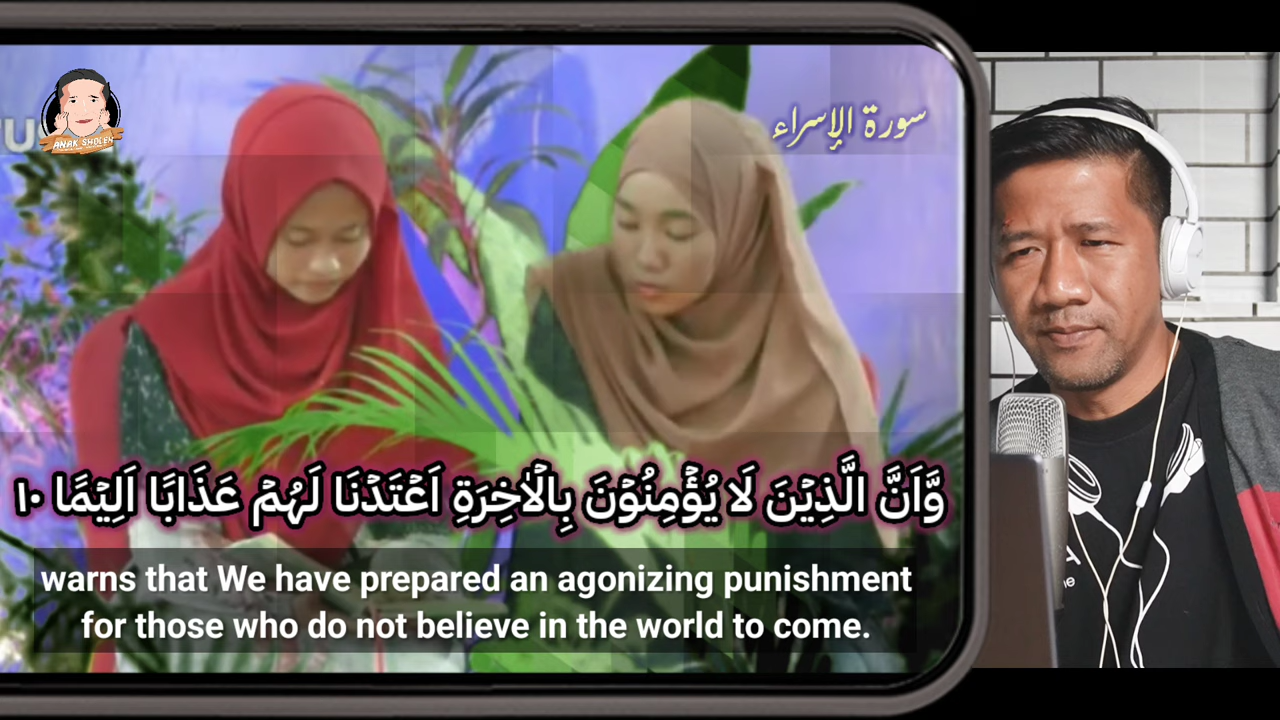 TUS
ANAK SHOLEH
سورة الإسراء
وَّاَنَّ الَّذِيْنَ لَا يُؤْمِنُوْنَ بِالْاٰخِرَةِ اَعْتَدْنَا لَهُمْ عَذَابًا اَلِيْمًا ١٠
warns that We have prepared an agonizing punishment
for those who do not believe in the world to come.